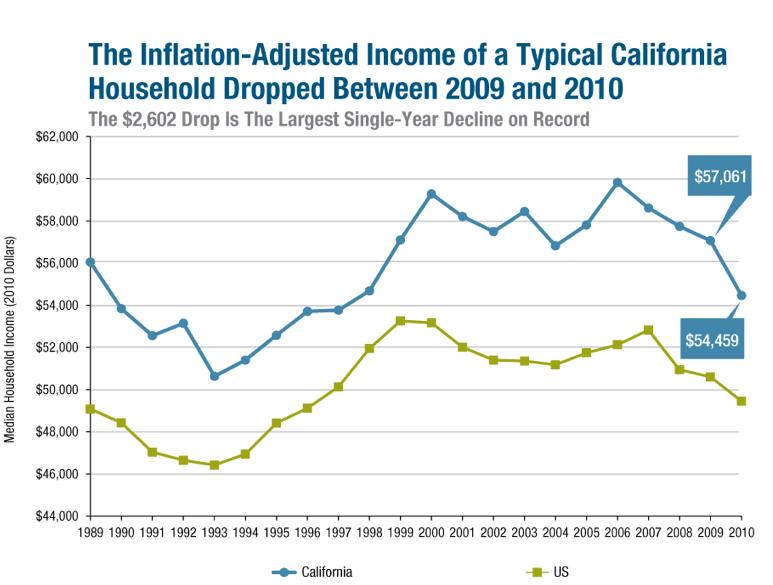 The Inflation-Adjusted Income of a Typical California
Household Dropped Between 2009 and 2010
The $2,602 Drop Is The Largest Single-Year Decline on Record
$62,000
$60,000
$58,000
$56,000
$54,000
$52,000
$50,000
$48,000
$46,000
$44,000
Median Household Income (2010 Dollars)
$57,061
$54,459
1989 1990 1991 1992 1993 1994 1995 1996 1997 1998 1999 2000 2001 2002 2003 2004 2005 2006 2007 2008 2009 2010
California US